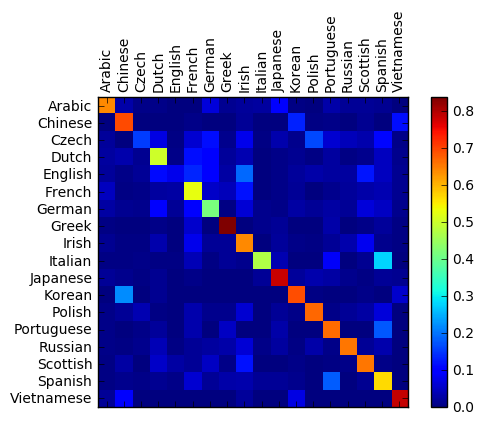 Arabic Chinese Czech Dutch English French German Greek Irish Italian Japanese Korean Polish Portuguese Russian Scottish Spanish Vietnamese
Arabic
Chinese
Czech
Dutch
English
French
German
Greek
Irish
Italian
Japanese
Korean
Polish
Portuguese
Russian
Scottish
Spanish
Vietnamese
0.8
0.7
0.6
0.5
0.4
0.3
0.2
0.1
0.0